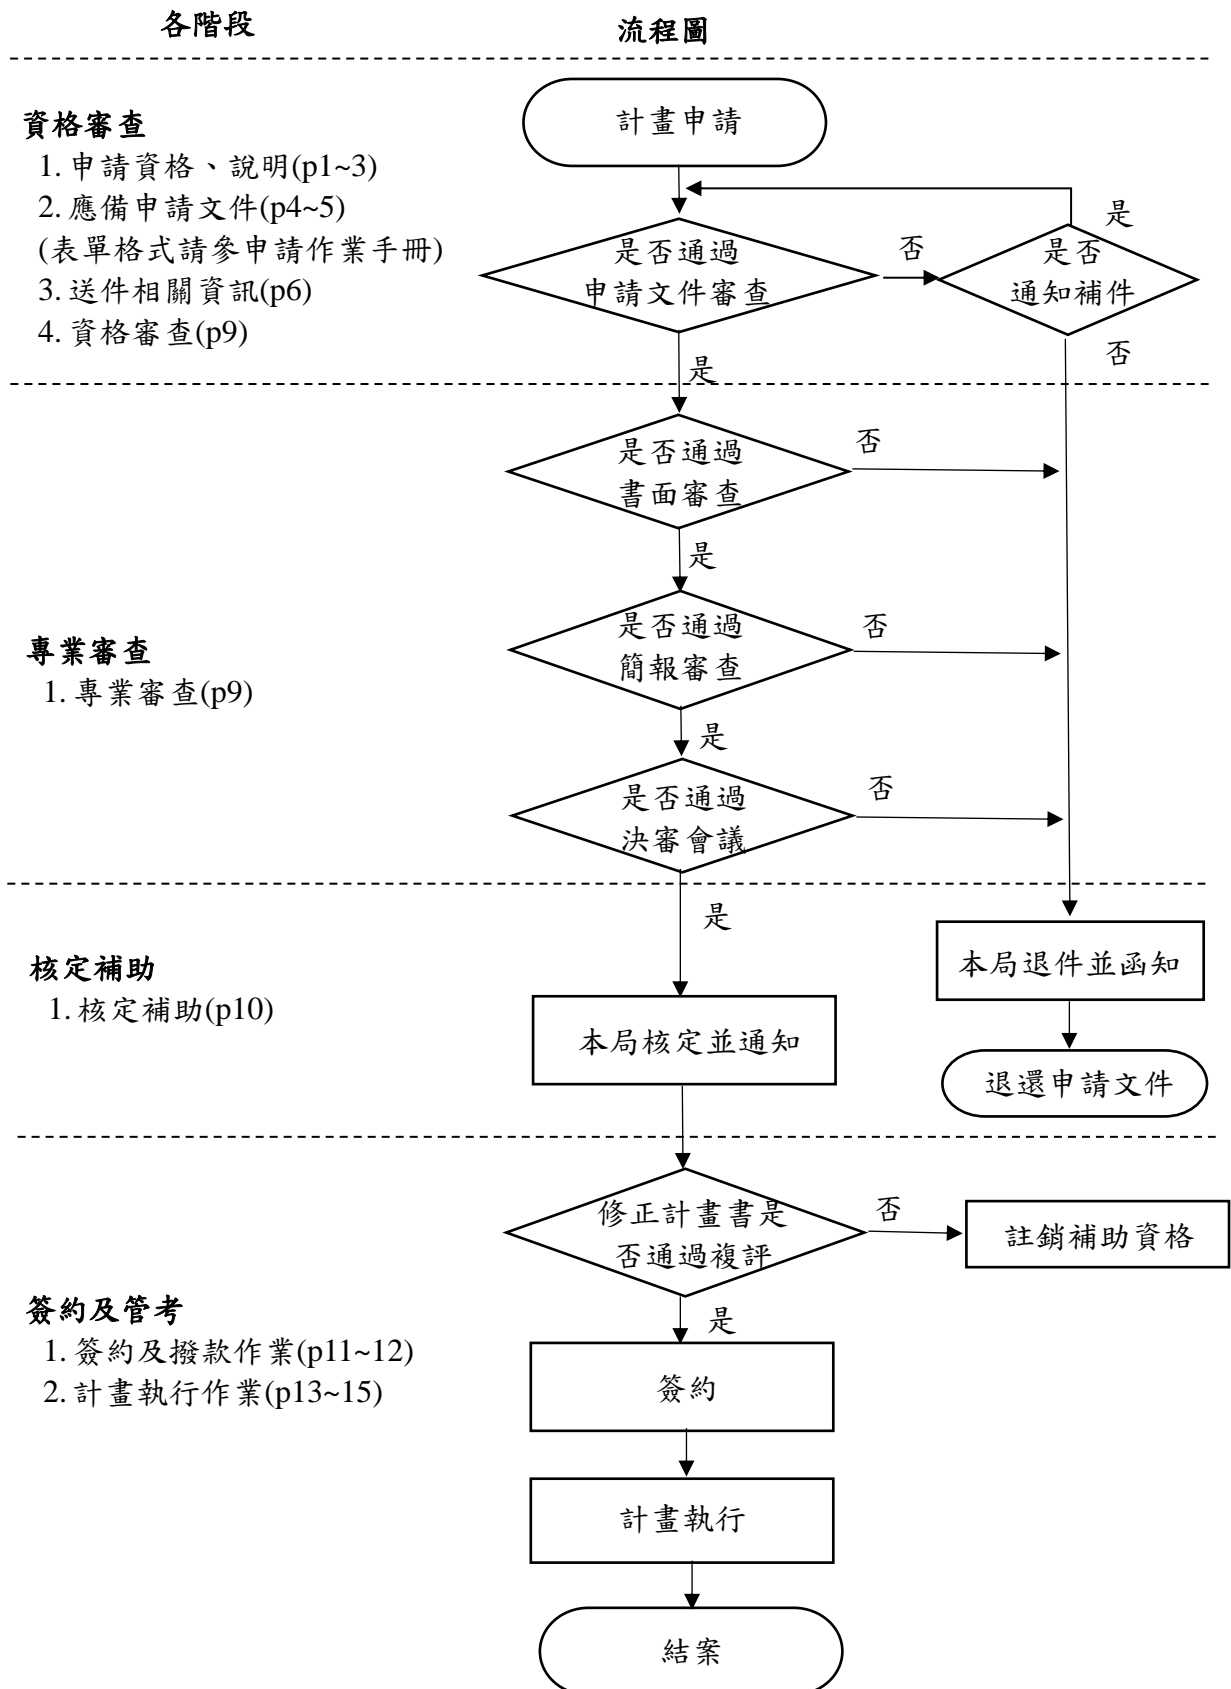 各階段
流程圖
資格審查
1. 申請資格、說明(p1~3)
2. 應備申請文件(p4~5)
(表單格式請參申請作業手冊)
3. 送件相關資訊(p6)
4. 資格審查(p9)
計畫申請
是否通過
申請文件審查
否
是否
通知補件
是
否
是
是否通過
書面審查
否
是
專業審查
1. 專業審查(p9)
是否通過
簡報審查
否
是
是否通過
決審會議
否
是
核定補助
1. 核定補助(p10)
本局核定並通知
本局退件並函知
退還申請文件
簽約及管考
1. 簽約及撥款作業(p11~12)
2. 計畫執行作業(p13~15)
修正計畫書是
否通過複評
否
註銷補助資格
是
簽約
計畫執行
結案